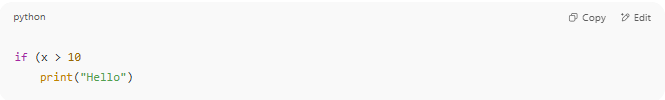 python Copy Edit
if (x > 10
    print("Hello")